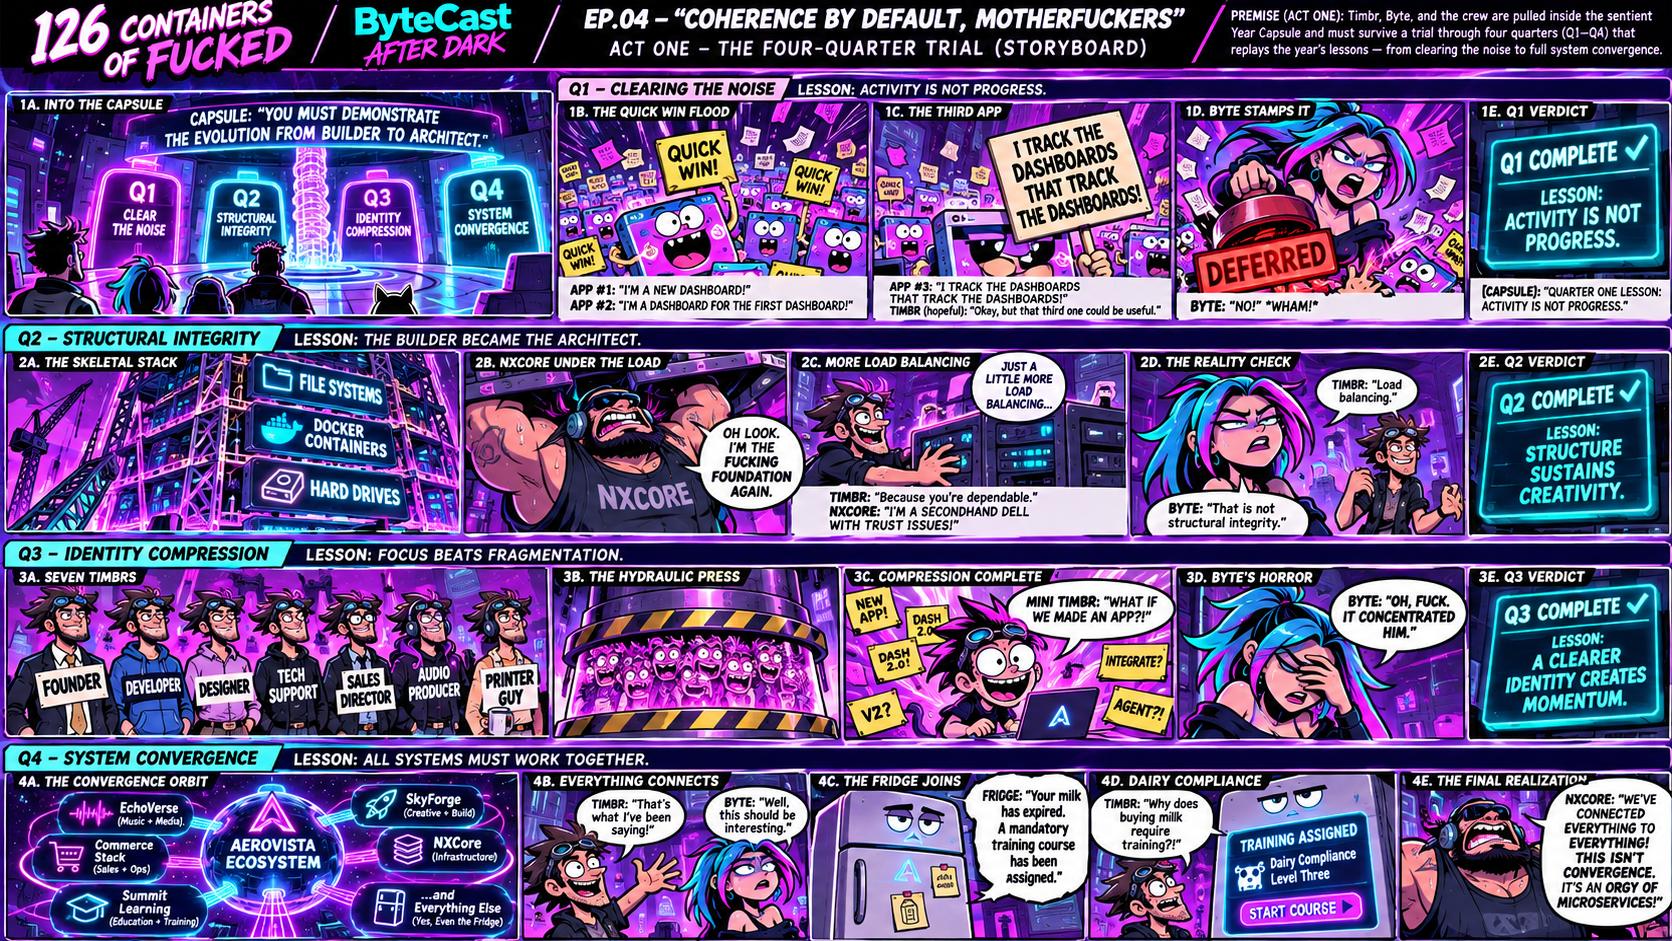 126 CONTAINERS
OF FUCKED
ByteCast
AFTER DARK
EP.04 – “COHERENCE BY DEFAULT, MOTHERFUCKERS”
ACT ONE – THE FOUR-QUARTER TRIAL (STORYBOARD)
PREMISE (ACT ONE): Timbr, Byte, and the crew are pulled inside the sentient
Year Capsule and must survive a trial through four quarters (Q1–Q4) that
replays the year's lessons — from clearing the noise to full system convergence.
1A. INTO THE CAPSULE
CAPSULE: “YOU MUST DEMONSTRATE
THE EVOLUTION FROM BUILDER TO ARCHITECT.”
Q1
CLEAR
THE NOISE
Q2
STRUCTURAL
INTEGRITY
Q3
IDENTITY
COMPRESSION
Q4
SYSTEM
CONVERGENCE
Q1 – CLEARING THE NOISE
LESSON: ACTIVITY IS NOT PROGRESS.
1B. THE QUICK WIN FLOOD
QUICK
WIN!
QUICK
WIN!
QUICK
WIN!
APP #1: “I'M A NEW DASHBOARD!”
APP #2: “I'M A DASHBOARD FOR THE FIRST DASHBOARD!”
1C. THE THIRD APP
I TRACK THE
DASHBOARDS
THAT TRACK
THE DASHBOARDS!
APP #3: “I TRACK THE DASHBOARDS
THAT TRACK THE DASHBOARDS!”
TIMBR (hopeful): “Okay, but that third one could be useful.”
1D. BYTE STAMPS IT
DEFERRED
BYTE: “NO!” *WHAM!*
1E. Q1 VERDICT
Q1 COMPLETE ✓
LESSON:
ACTIVITY IS NOT
PROGRESS.
[CAPSULE]: “QUARTER ONE LESSON:
ACTIVITY IS NOT PROGRESS.”
Q2 – STRUCTURAL INTEGRITY
LESSON: THE BUILDER BECAME THE ARCHITECT.
2A. THE SKELETAL STACK
FILE SYSTEMS
DOCKER
CONTAINERS
HARD DRIVES
2B. NXCORE UNDER THE LOAD
NXCORE
OH LOOK.
I'M THE
FUCKING
FOUNDATION
AGAIN.
2C. MORE LOAD BALANCING
JUST A
LITTLE MORE
LOAD
BALANCING...
TIMBR: “Because you're dependable.”
NXCORE: “I'M A SECONDHAND DELL
WITH TRUST ISSUES!”
2D. THE REALITY CHECK
TIMBR: “Load
balancing.”
BYTE: “That is not
structural integrity.”
2E. Q2 VERDICT
Q2 COMPLETE ✓
LESSON:
STRUCTURE
SUSTAINS
CREATIVITY.
Q3 – IDENTITY COMPRESSION
LESSON: FOCUS BEATS FRAGMENTATION.
3A. SEVEN TIMBRS
FOUNDER
DEVELOPER
DESIGNER
TECH
SUPPORT
SALES
DIRECTOR
AUDIO
PRODUCER
PRINTER
GUY
3B. THE HYDRAULIC PRESS
3C. COMPRESSION COMPLETE
NEW
APP!
DASH
2.0
DASH
2.0!
V2?
MINI TIMBR: “WHAT IF
WE MADE AN APP?!”
INTEGRATE?
AGENT?!
3D. BYTE'S HORROR
BYTE: “OH, FUCK.
IT CONCENTRATED
HIM.”
3E. Q3 VERDICT
Q3 COMPLETE ✓
LESSON:
A CLEARER
IDENTITY CREATES
MOMENTUM.
Q4 – SYSTEM CONVERGENCE
LESSON: ALL SYSTEMS MUST WORK TOGETHER.
4A. THE CONVERGENCE ORBIT
EchoVerse
(Music + Media)
Commerce
Stack
(Sales + Ops)
Summit
Learning
(Education + Training)
AEROVISTA
ECOSYSTEM
SkyForge
(Creative + Build)
NXCore
(Infrastructore)
...and
Everything Else
(Yes, Even the Fridge)
4B. EVERYTHING CONNECTS
TIMBR: “That's
what I've been
saying!”
BYTE: “Well,
this should be
interesting.”
4C. THE FRIDGE JOINS
FRIDGE: “Your milk
has expired.
A mandatory
training course
has been
assigned.”
4D. DAIRY COMPLIANCE
TIMBR: “Why does
buying milk
require
training?!”
TRAINING ASSIGNED
Dairy Compliance
Level Three
START COURSE
4E. THE FINAL REALIZATION
NXCORE: “WE'VE
CONNECTED
EVERYTHING TO
EVERYTHING!
THIS ISN'T
CONVERGENCE.
IT'S AN ORGY OF
MICROSERVICES!”